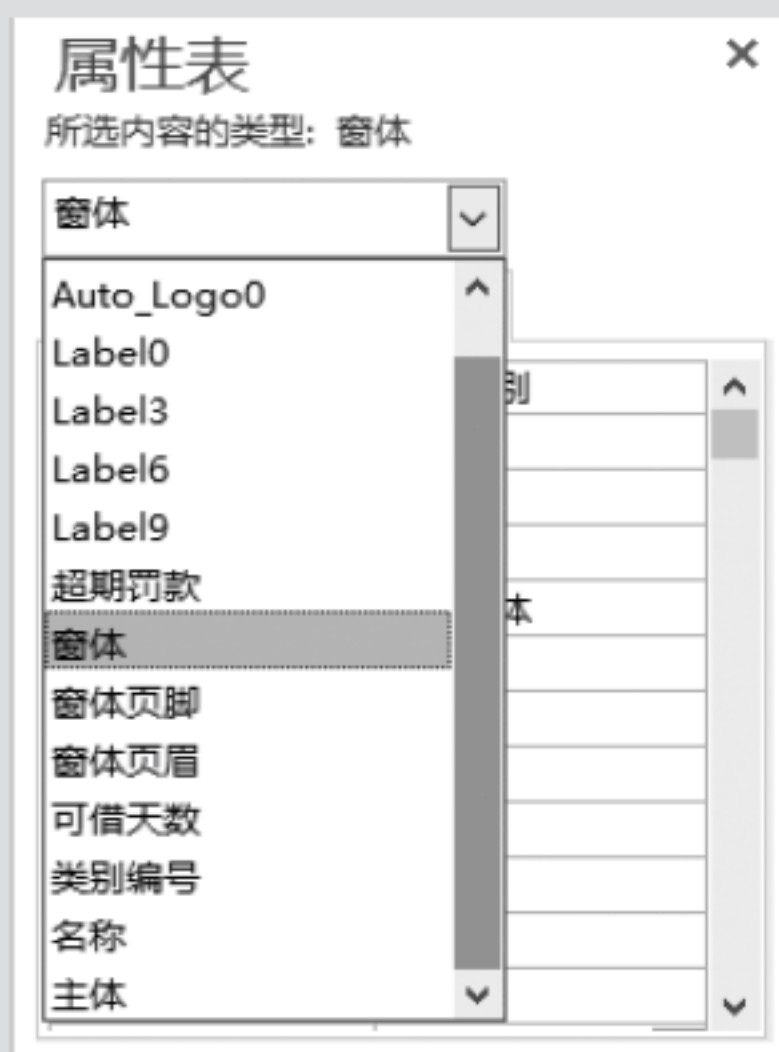 属性表
所选内容的类型: 窗体
窗体
Auto_Logo0
Label0
Label3
别
Label6
Label9
超期罚款
体
窗体
窗体页脚
窗体页眉
可借天数
类别编号
名称
主体